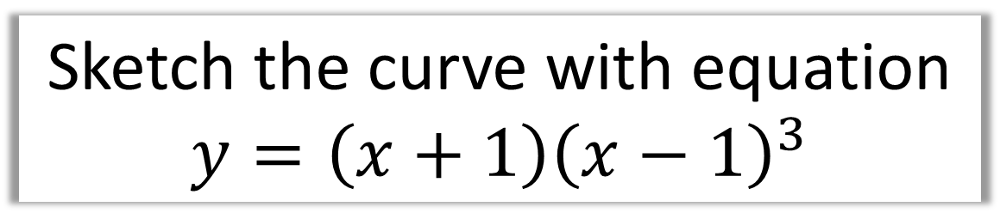 Sketch the curve with equation
y = (x + 1)(x − 1)³